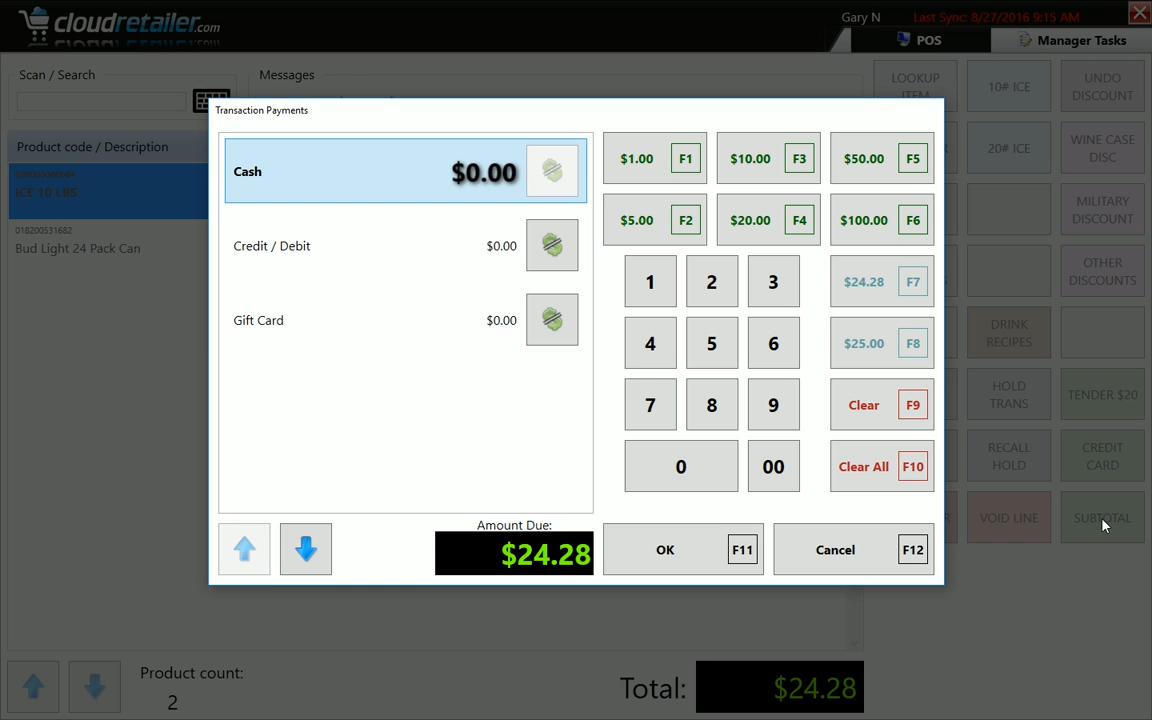 cloudretailer.com
Gary N
Last Sync: 8/27/2016 9:15 AM
POS
Manager Tasks
Scan / Search
Messages
Product code / Description
ICE 10 LBS
018200531682
Bud Light 24 Pack Can
Transaction Payments
Cash
$0.00
Credit / Debit
$0.00
Gift Card
$0.00
$1.00 F1
$10.00 F3
$50.00 F5
$5.00 F2
$20.00 F4
$100.00 F6
1
2
3
$24.28 F7
4
5
6
$25.00 F8
7
8
9
Clear F9
0
00
Clear All F10
Amount Due:
$24.28
OK F11
Cancel F12
LOOKUP
ITEM
10# ICE
UNDO
DISCOUNT
20# ICE
WINE CASE
DISC
MILITARY
DISCOUNT
OTHER
DISCOUNTS
DRINK
RECIPES
HOLD
TRANS
TENDER $20
RECALL
HOLD
CREDIT
CARD
VOID LINE
SUBTOTAL
Product count:
2
Total:
$24.28